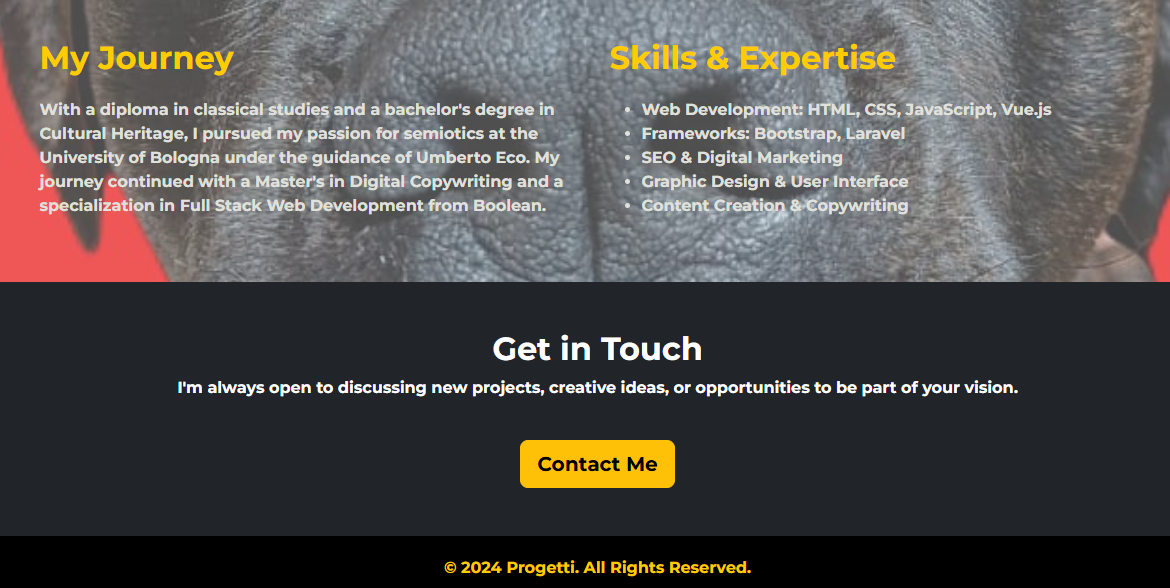 My Journey
With a diploma in classical studies and a bachelor's degree in
Cultural Heritage, I pursued my passion for semiotics at the
University of Bologna under the guidance of Umberto Eco. My
journey continued with a Master's in Digital Copywriting and a
specialization in Full Stack Web Development from Boolean.
Skills & Expertise
• Web Development: HTML, CSS, JavaScript, Vue.js
• Frameworks: Bootstrap, Laravel
• SEO & Digital Marketing
• Graphic Design & User Interface
• Content Creation & Copywriting
Get in Touch
I'm always open to discussing new projects, creative ideas, or opportunities to be part of your vision.
Contact Me
© 2024 Progetti. All Rights Reserved.